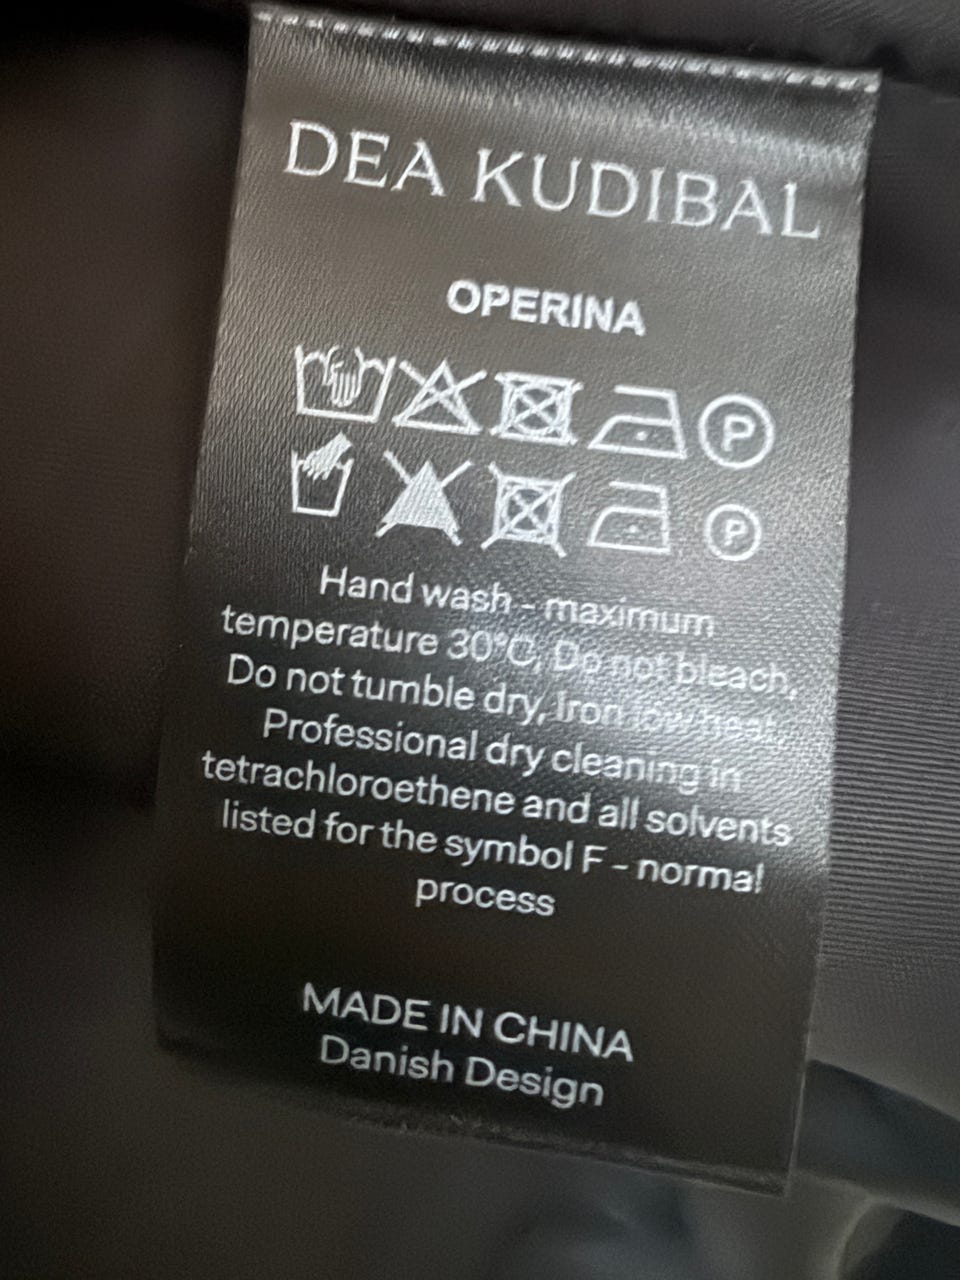 DEA KUDIBAL
OPERINA
P
P
Hand wash - maximum
temperature 30°C, Do not bleach,
Do not tumble dry, Iron low heat,
Professional dry cleaning in
tetrachloroethene and all solvents
listed for the symbol F - normal
process
MADE IN CHINA
Danish Design